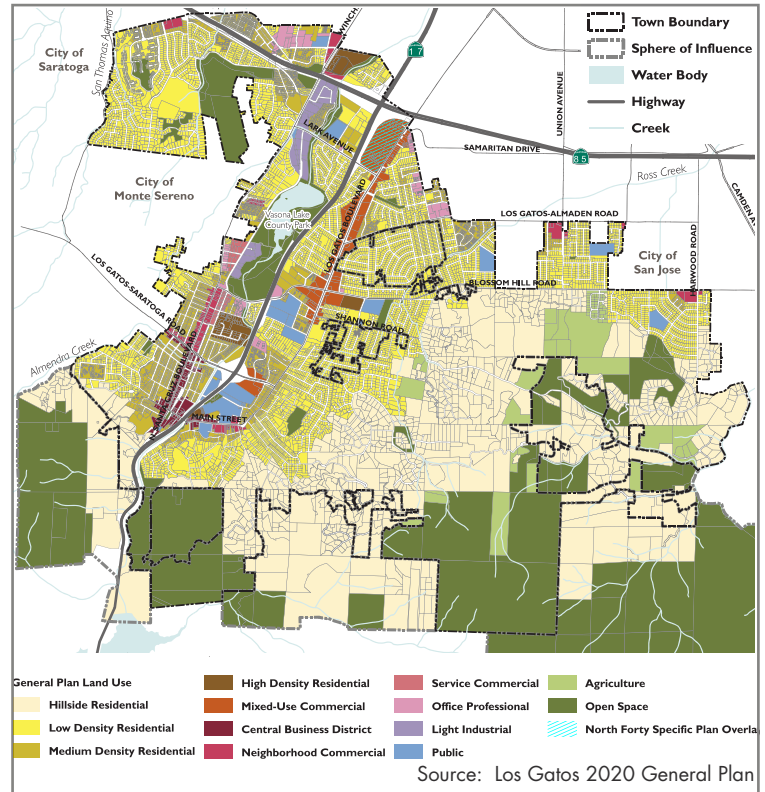 Town Boundary
Sphere of Influence
Water Body
Highway
Creek
City of
Saratoga
San Thomas Aquino
WINCH
17
UNION AVENUE
LARK AVENUE
SAMARITAN DRIVE
85
Ross Creek
CAMDEN A
City of
Monte Sereno
Vasona Lake
County Park
LOS GATOS BOULEVARD
LOS GATOS-ALMADEN ROAD
City of
San Jose
HARWOOD ROAD
LOS GATOS-SARATOGA ROAD
BLOSSOM HILL ROAD
SHANNON ROAD
Almendra Creek
CRUZ BOULEVARD
MAIN STREET
General Plan Land Use
Hillside Residential
Low Density Residential
Medium Density Residential
High Density Residential
Mixed-Use Commercial
Central Business District
Neighborhood Commercial
Service Commercial
Office Professional
Light Industrial
Public
Agriculture
Open Space
North Forty Specific Plan Overla
Source: Los Gatos 2020 General Plan